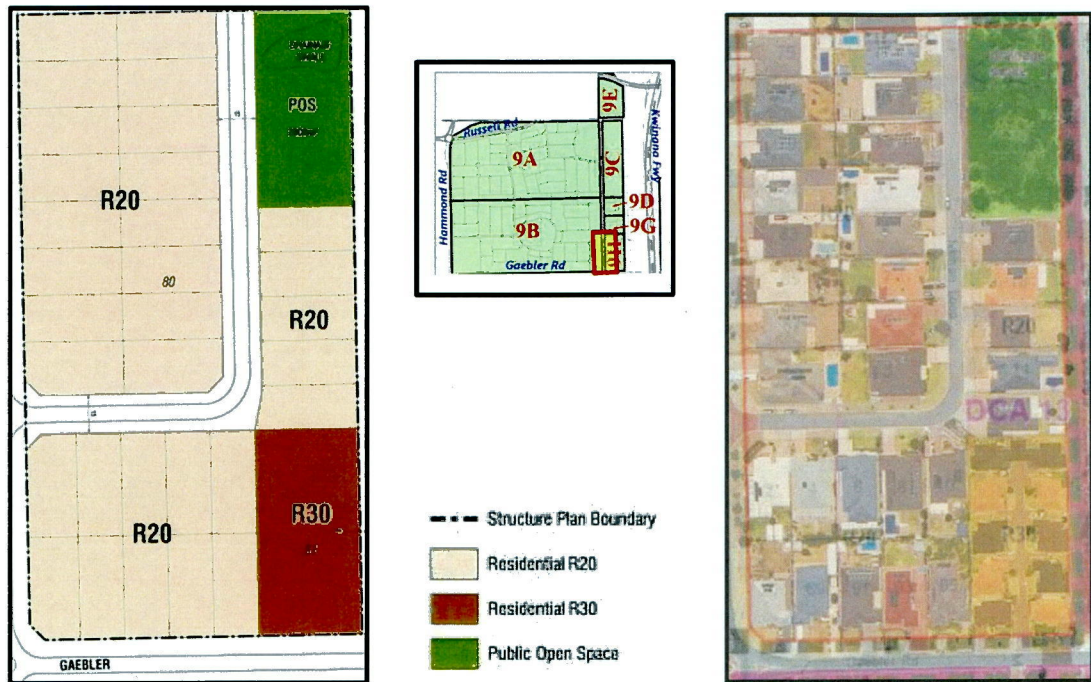 POS
R20
R20
80
R20
R30
GAEBLER
9E
Russell Rd
Kwinana Fwy
9A
9C
Hammond Rd
9D
9B
9G
Gaebler Rd
Structure Plan Boundary
Residential R20
Residential R30
Public Open Space
R20
DCA